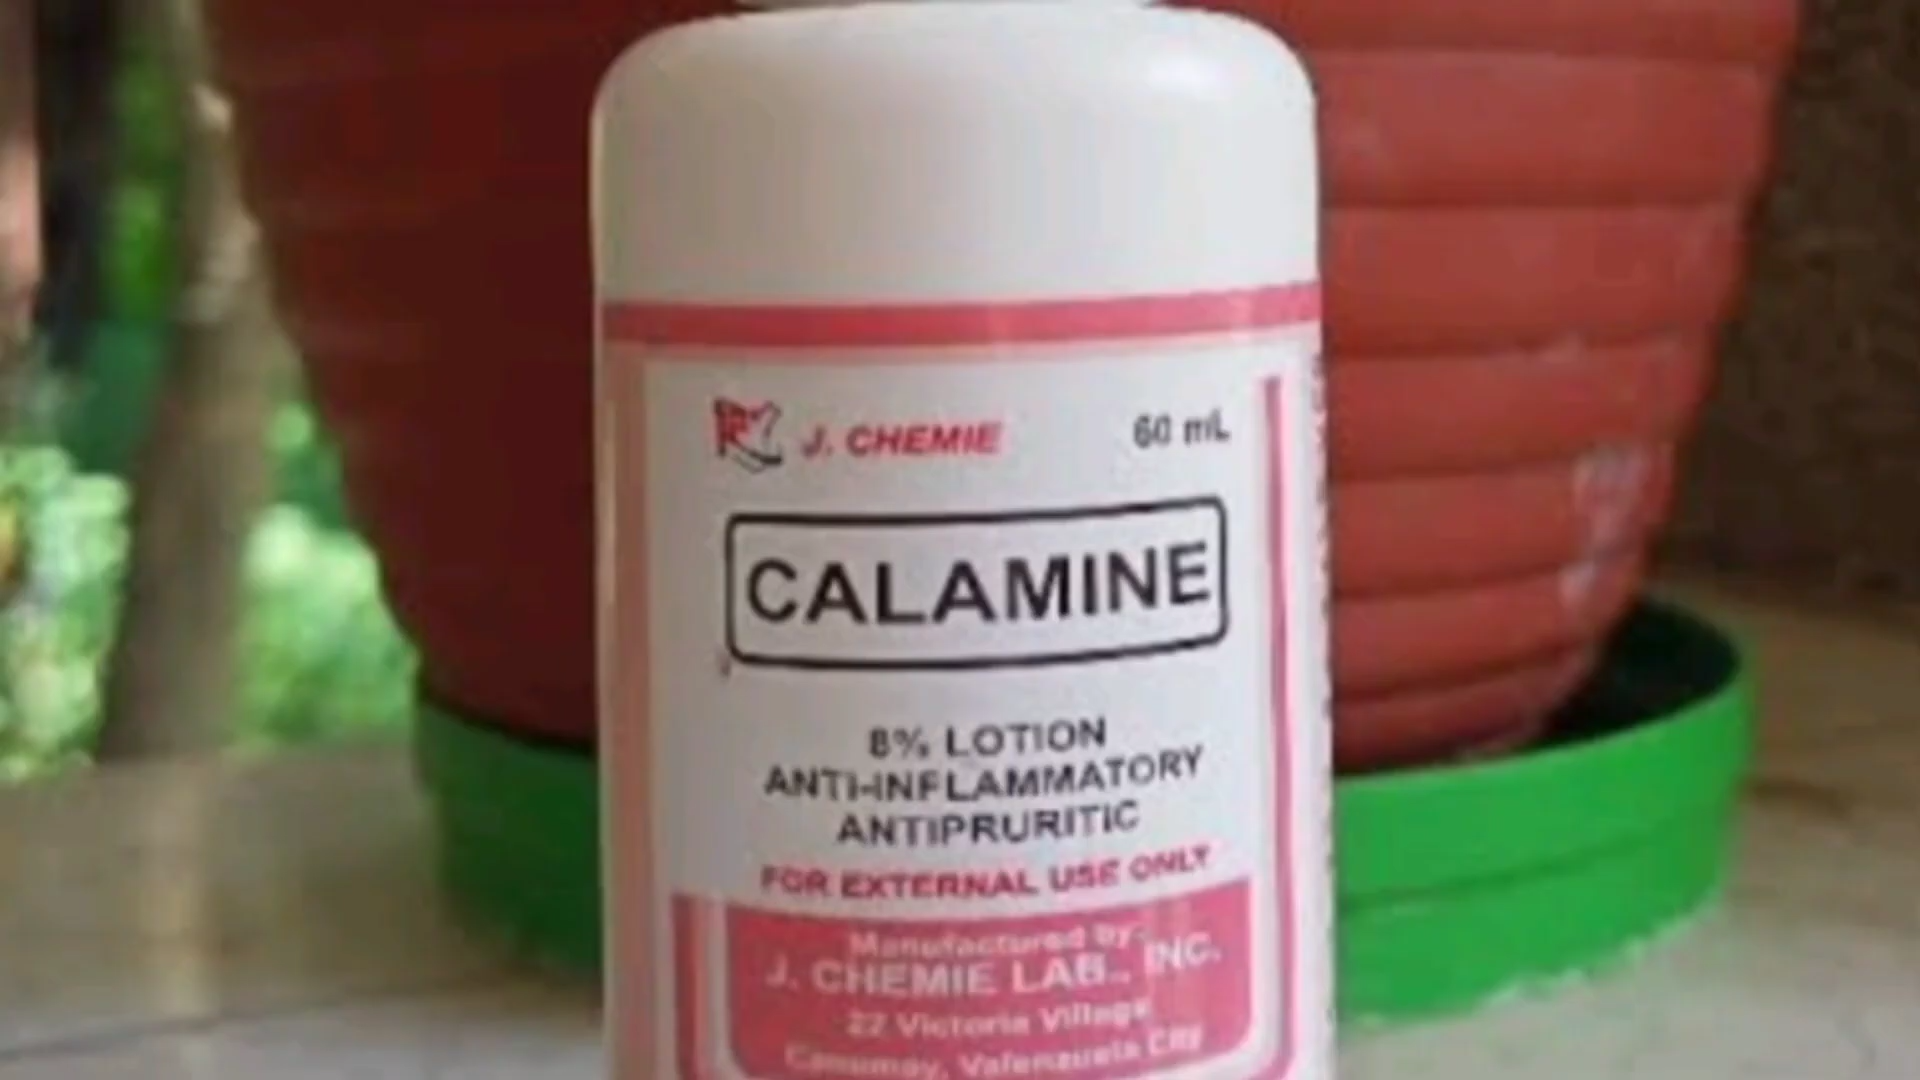 J. CHEMIE 60 mL
CALAMINE
8% LOTION
ANTI-INFLAMMATORY
ANTIPRURITIC
FOR EXTERNAL USE ONLY
Manufactured by:
J. CHEMIE LAB., INC.
22 Victoria Village
Canumay, Valenzuela City